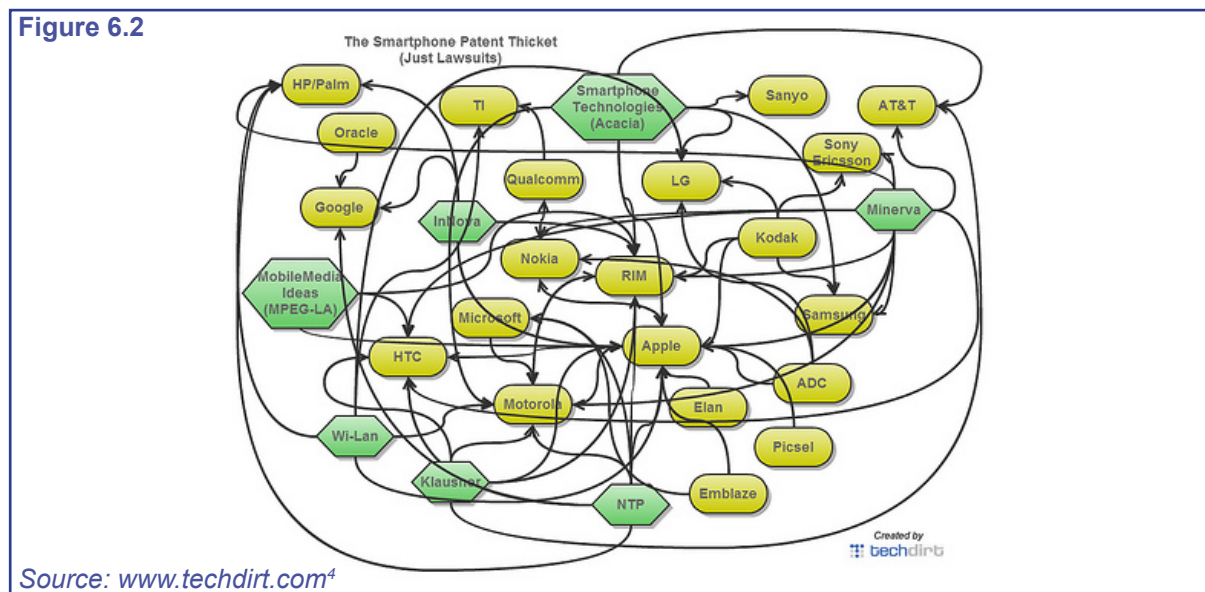 Figure 6.2
The Smartphone Patent Thicket
(Just Lawsuits)
HP/Palm
TI
Smartphone
Technologies
(Acacia)
Sanyo
AT&T
Oracle
Sony
Ericsson
Qualcomm
LG
Google
InNova
Minerva
Kodak
Nokia
RIM
MobileMedia
Ideas
(MPEG-LA)
Microsoft
Samsung
Apple
HTC
ADC
Motorola
Elan
Wi-Lan
Picsel
Klausner
Emblaze
NTP
Created by
techdirt
Source: www.techdirt.com⁴